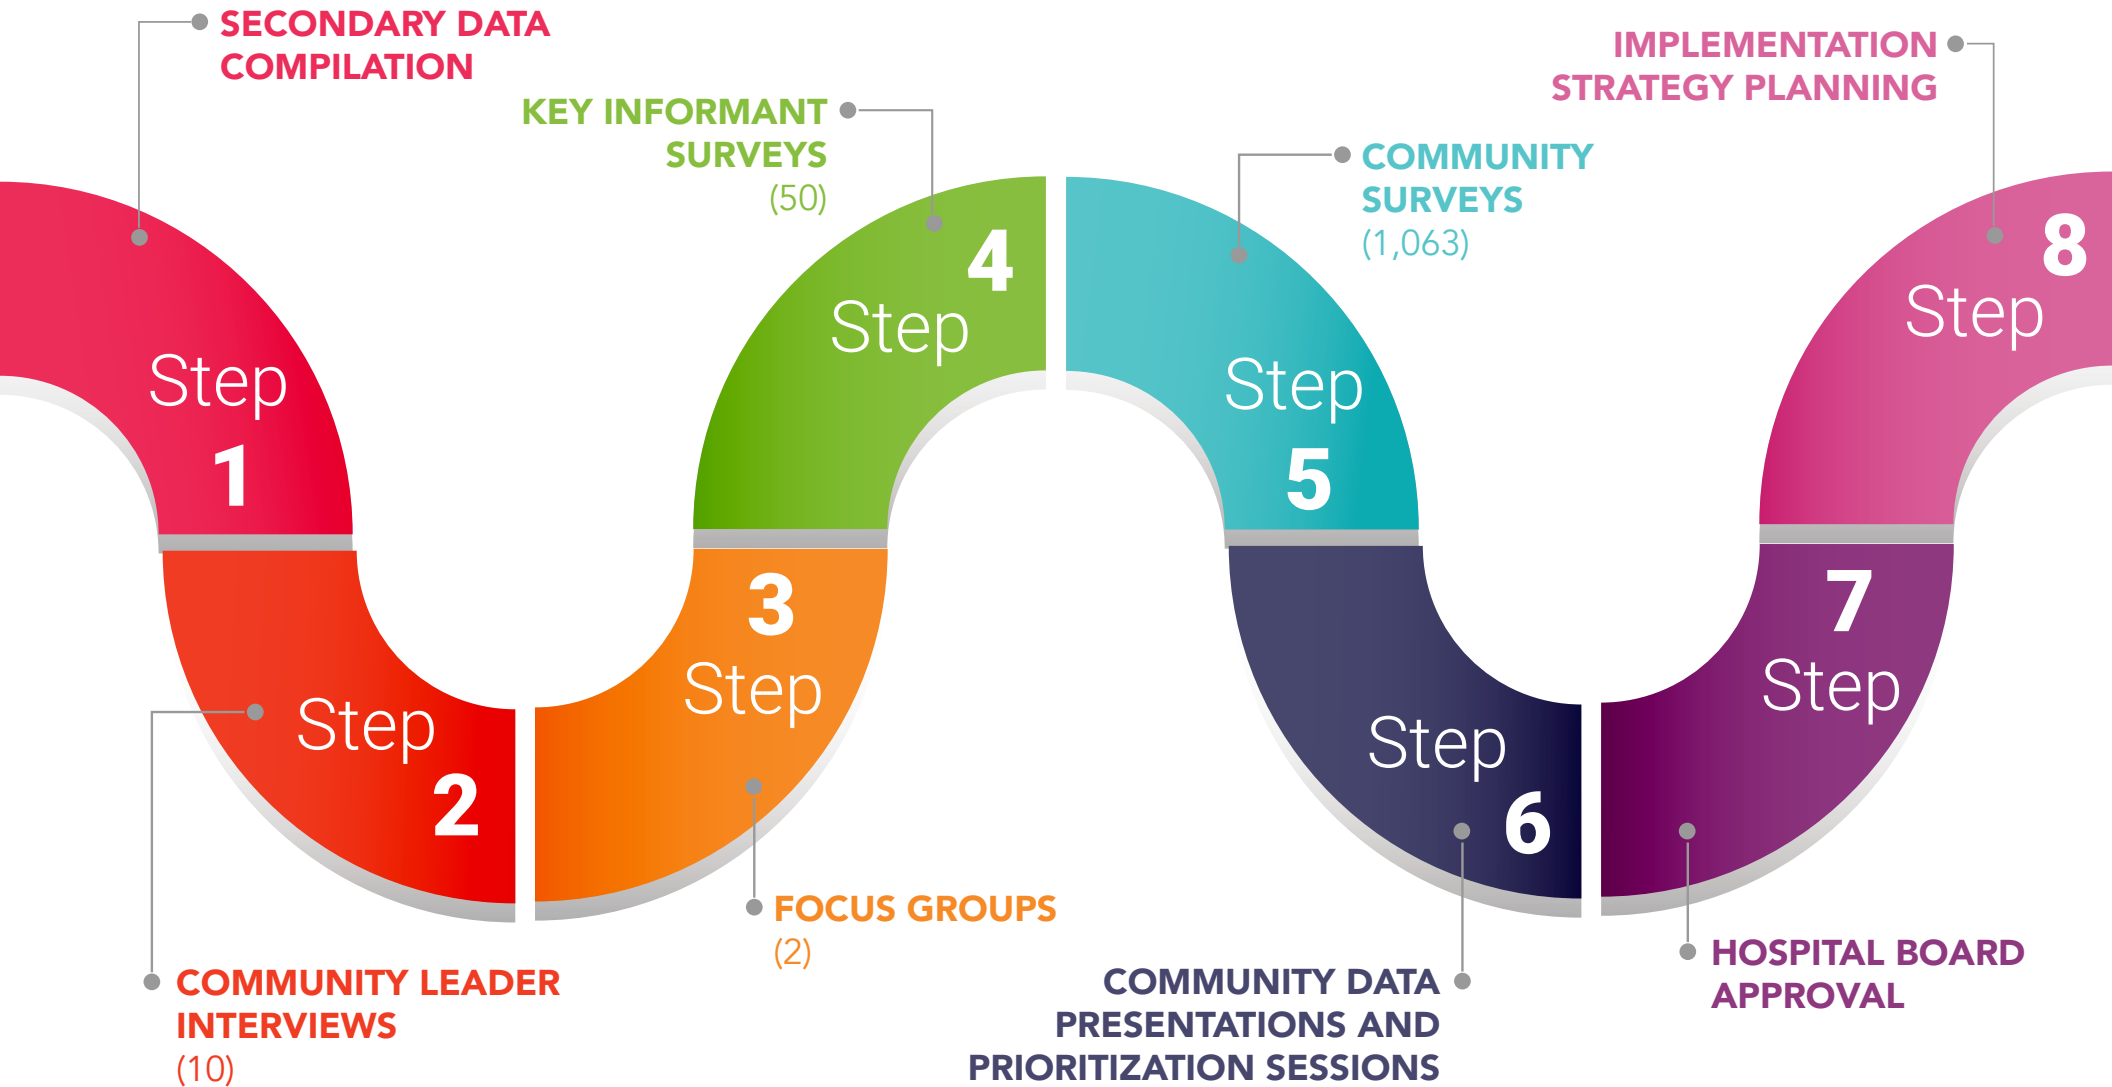 SECONDARY DATA
COMPILATION
Step
1
COMMUNITY LEADER
INTERVIEWS
(10)
Step
2
FOCUS GROUPS
(2)
3
Step
KEY INFORMANT
SURVEYS
(50)
4
Step
COMMUNITY
SURVEYS
(1,063)
Step
5
COMMUNITY DATA
PRESENTATIONS AND
PRIORITIZATION SESSIONS
Step
6
HOSPITAL BOARD
APPROVAL
7
Step
IMPLEMENTATION
STRATEGY PLANNING
8
Step